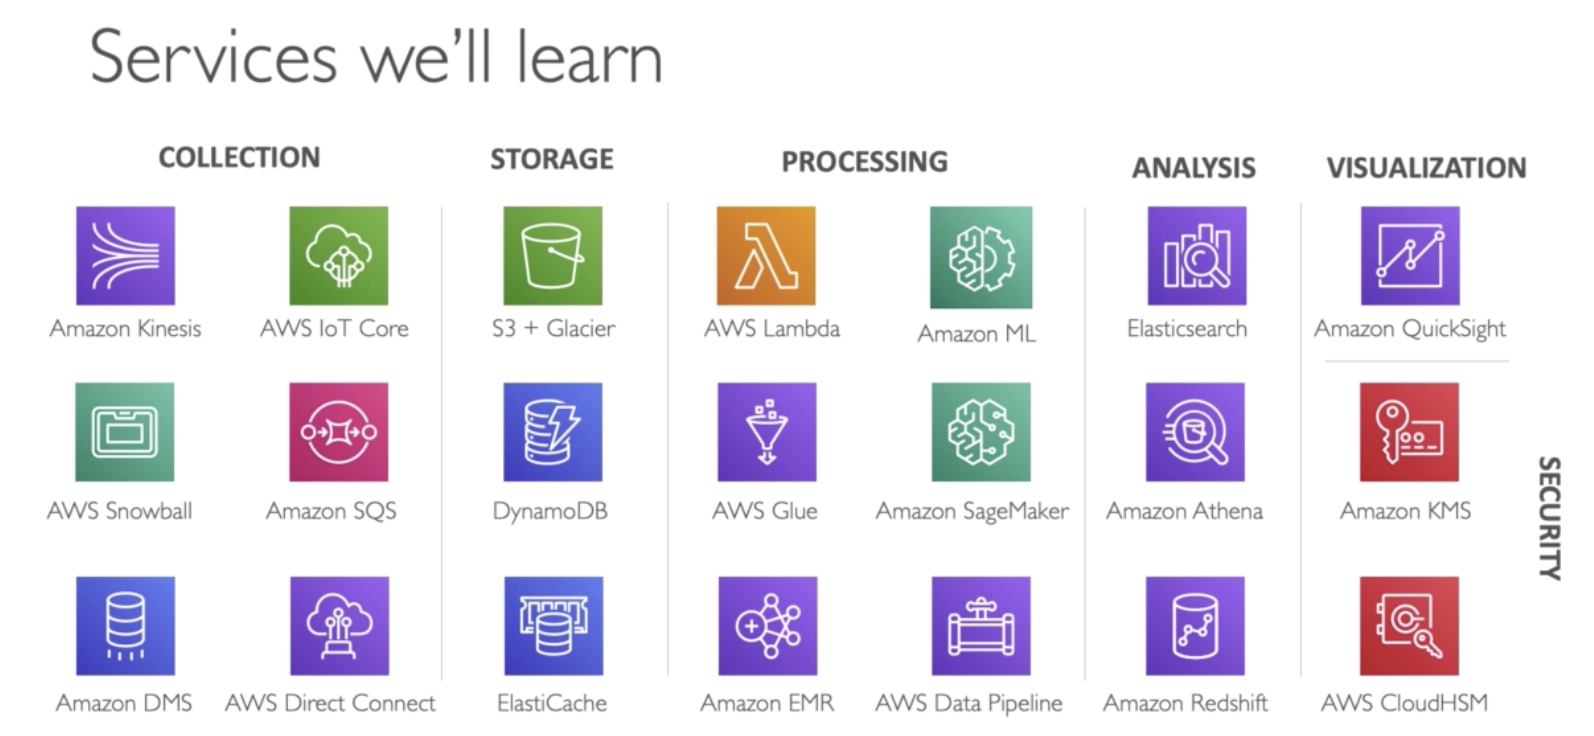 Services we'll learn
COLLECTION
Amazon Kinesis
AWS IoT Core
AWS Snowball
Amazon SQS
Amazon DMS
AWS Direct Connect
STORAGE
S3 + Glacier
DynamoDB
ElastiCache
PROCESSING
AWS Lambda
Amazon ML
AWS Glue
Amazon SageMaker
Amazon EMR
AWS Data Pipeline
ANALYSIS
Elasticsearch
Amazon Athena
Amazon Redshift
VISUALIZATION
Amazon QuickSight
SECURITY
Amazon KMS
AWS CloudHSM